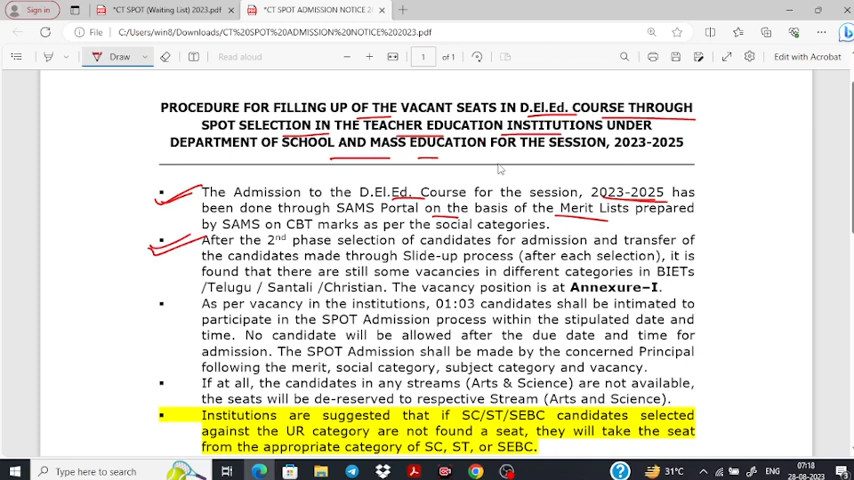 Sign in
*CT SPOT (Waiting List) 2023.pdf
*CT SPOT ADMISSION NOTICE 2
File
C:/Users/win8/Downloads/CT%20SPOT%20ADMISSION%20NOTICE%202023.pdf
Draw
Read aloud
1
of 1
Edit with Acrobat
PROCEDURE FOR FILLING UP OF THE VACANT SEATS IN D.El.Ed. COURSE THROUGH
SPOT SELECTION IN THE TEACHER EDUCATION INSTITUTIONS UNDER
DEPARTMENT OF SCHOOL AND MASS EDUCATION FOR THE SESSION, 2023-2025
The Admission to the D.El.Ed. Course for the session, 2023-2025 has
been done through SAMS Portal on the basis of the Merit Lists prepared
by SAMS on CBT marks as per the social categories.
After the 2nd phase selection of candidates for admission and transfer of
the candidates made through Slide-up process (after each selection), it is
found that there are still some vacancies in different categories in BIETs
/Telugu / Santali /Christian. The vacancy position is at Annexure–I.
As per vacancy in the institutions, 01:03 candidates shall be intimated to
participate in the SPOT Admission process within the stipulated date and
time. No candidate will be allowed after the due date and time for
admission. The SPOT Admission shall be made by the concerned Principal
following the merit, social category, subject category and vacancy.
If at all, the candidates in any streams (Arts & Science) are not available,
the seats will be de-reserved to respective Stream (Arts and Science).
Institutions are suggested that if SC/ST/SEBC candidates selected
against the UR category are not found a seat, they will take the seat
from the appropriate category of SC, ST, or SEBC.
Type here to search
31°C
ENG
07:18
28-08-2023